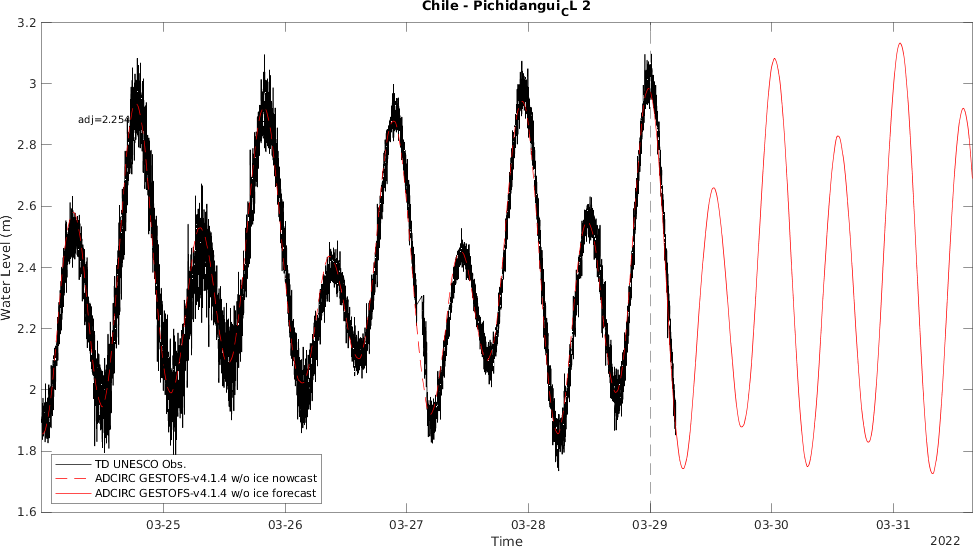 Chile - Pichidangui_CL 2
3.2
3
2.8
2.6
2.4
2.2
2
1.8
1.6
Water Level (m)
adj=2.254
TD UNESCO Obs.
ADCIRC GESTOFS-v4.1.4 w/o ice nowcast
ADCIRC GESTOFS-v4.1.4 w/o ice forecast
03-25
03-26
03-27
03-28
03-29
03-30
03-31
Time
2022